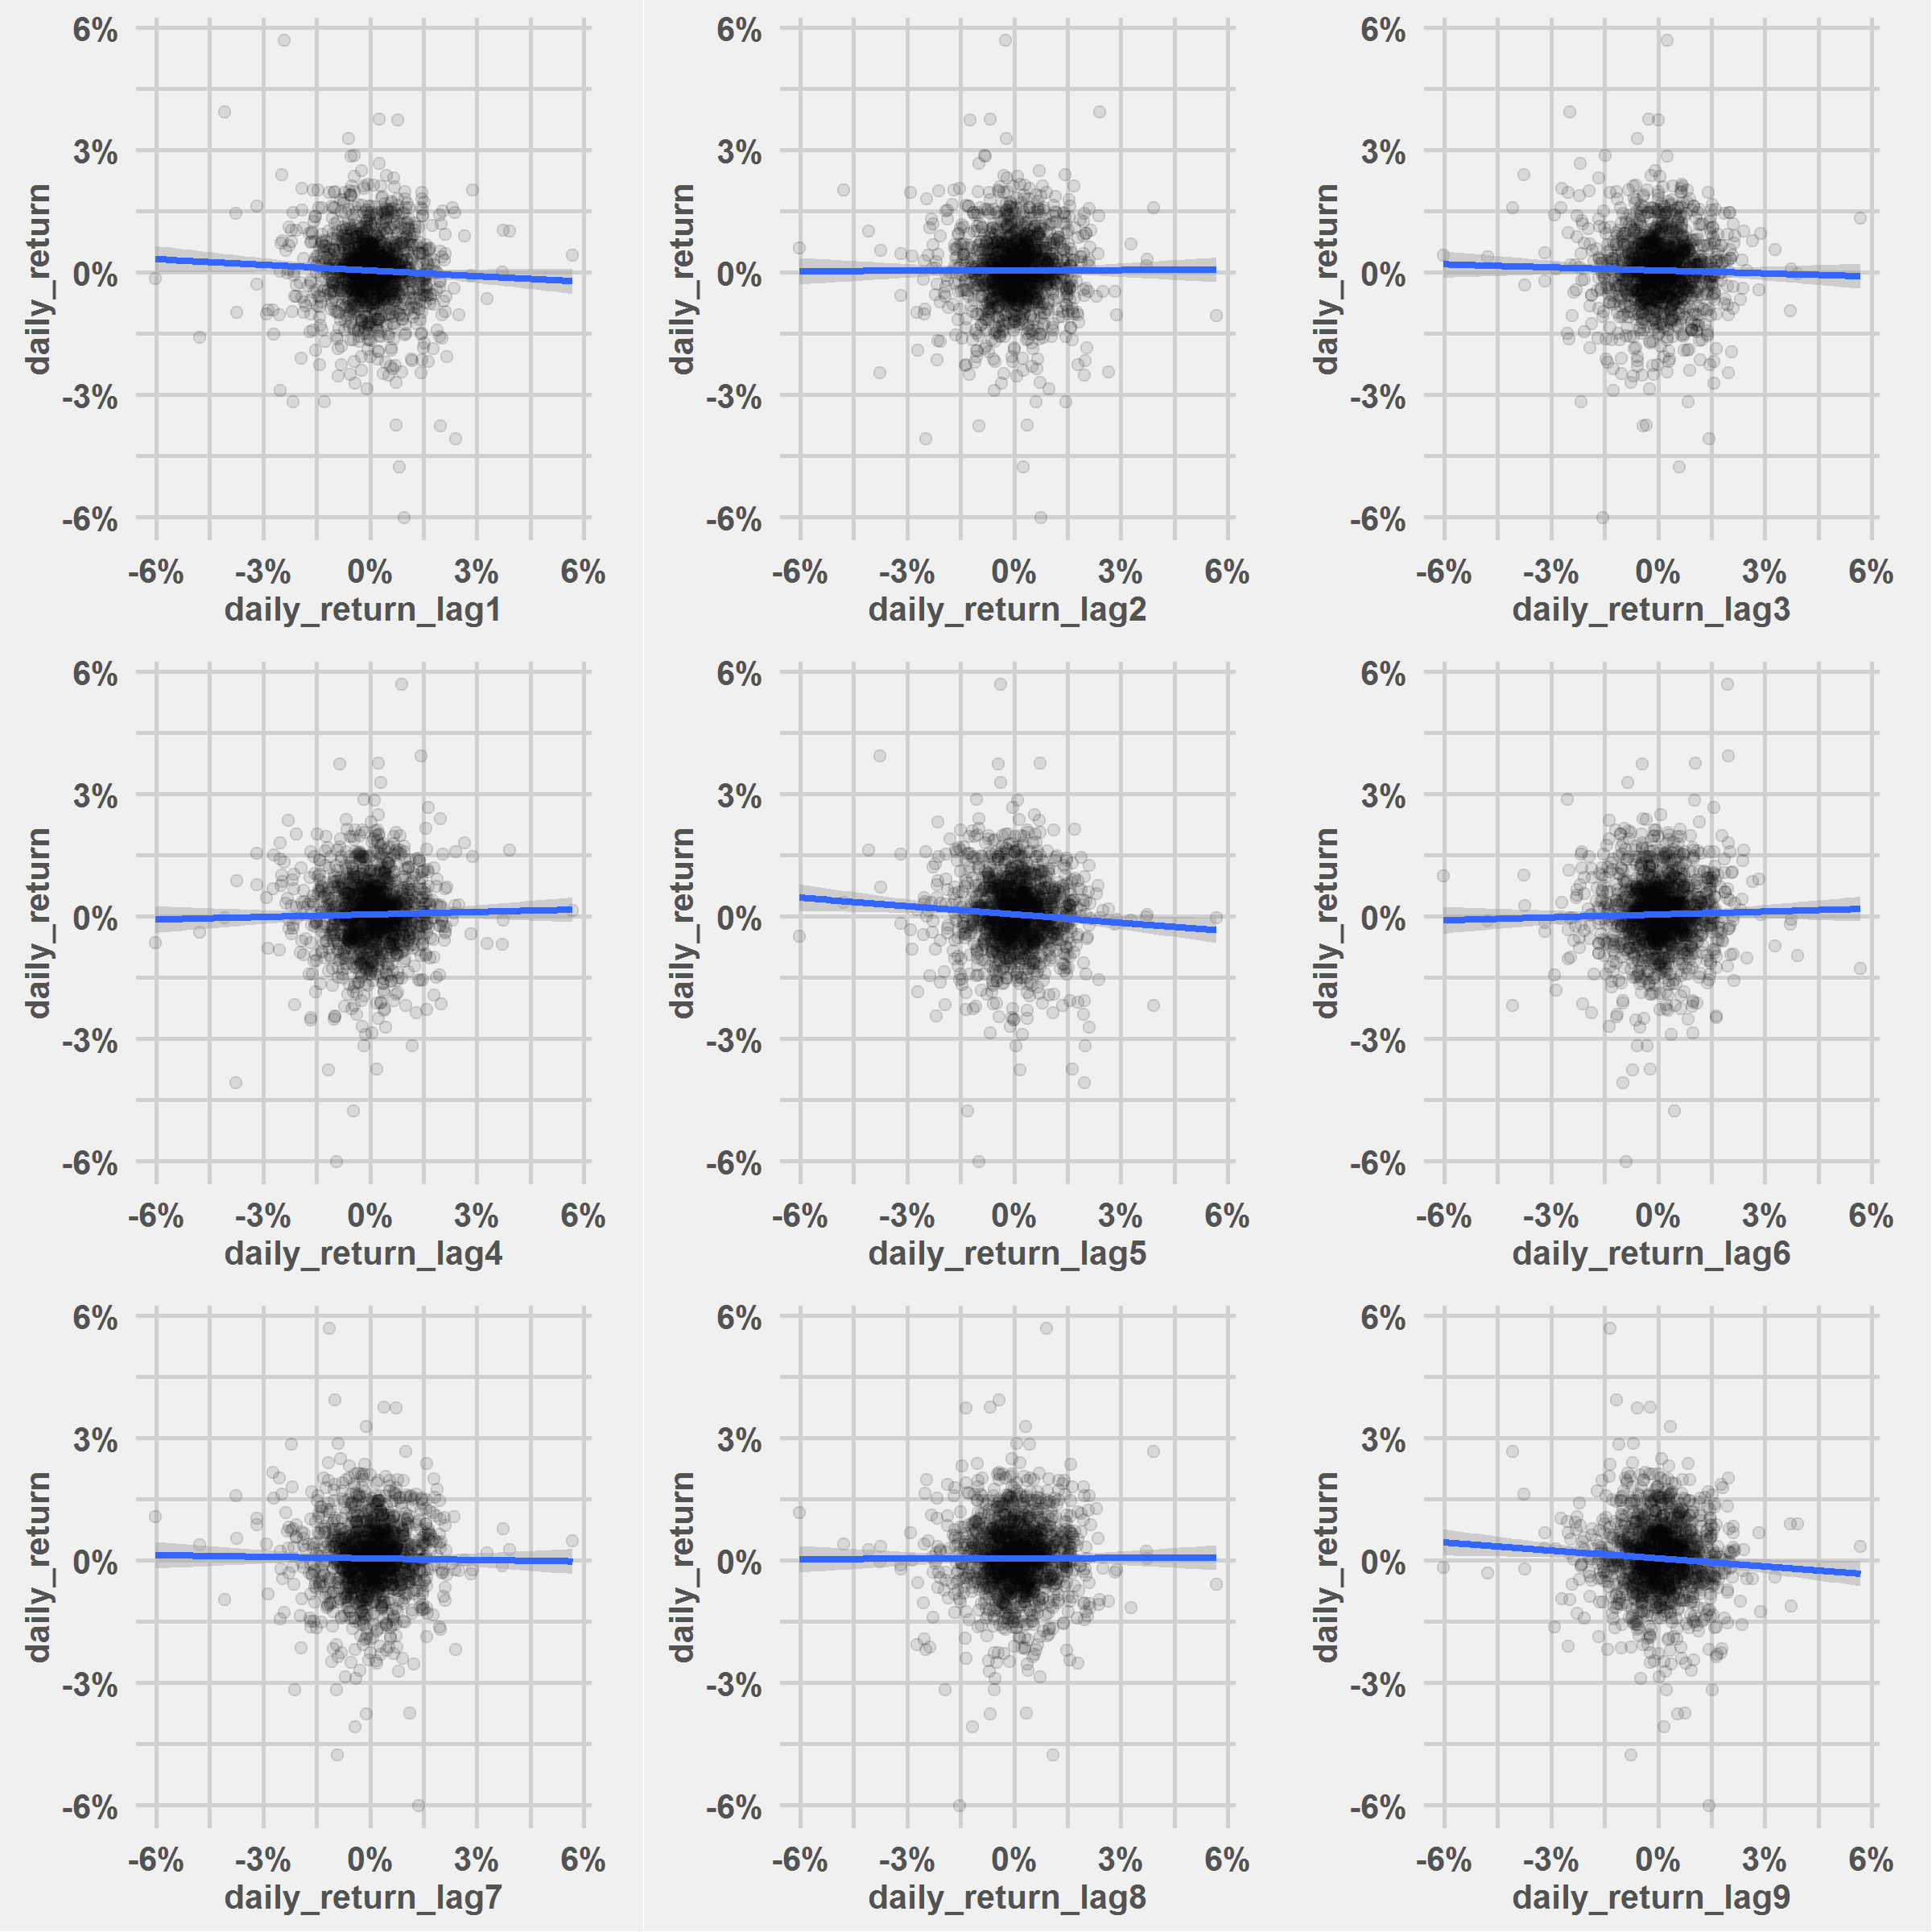 6%
3%
0%
-3%
-6%
daily_return
-6% -3% 0% 3% 6%
daily_return_lag1
6%
3%
0%
-3%
-6%
daily_return
-6% -3% 0% 3% 6%
daily_return_lag2
6%
3%
0%
-3%
-6%
daily_return
-6% -3% 0% 3% 6%
daily_return_lag3
6%
3%
0%
-3%
-6%
daily_return
-6% -3% 0% 3% 6%
daily_return_lag4
6%
3%
0%
-3%
-6%
daily_return
-6% -3% 0% 3% 6%
daily_return_lag5
6%
3%
0%
-3%
-6%
daily_return
-6% -3% 0% 3% 6%
daily_return_lag6
6%
3%
0%
-3%
-6%
daily_return
-6% -3% 0% 3% 6%
daily_return_lag7
6%
3%
0%
-3%
-6%
daily_return
-6% -3% 0% 3% 6%
daily_return_lag8
6%
3%
0%
-3%
-6%
daily_return
-6% -3% 0% 3% 6%
daily_return_lag9